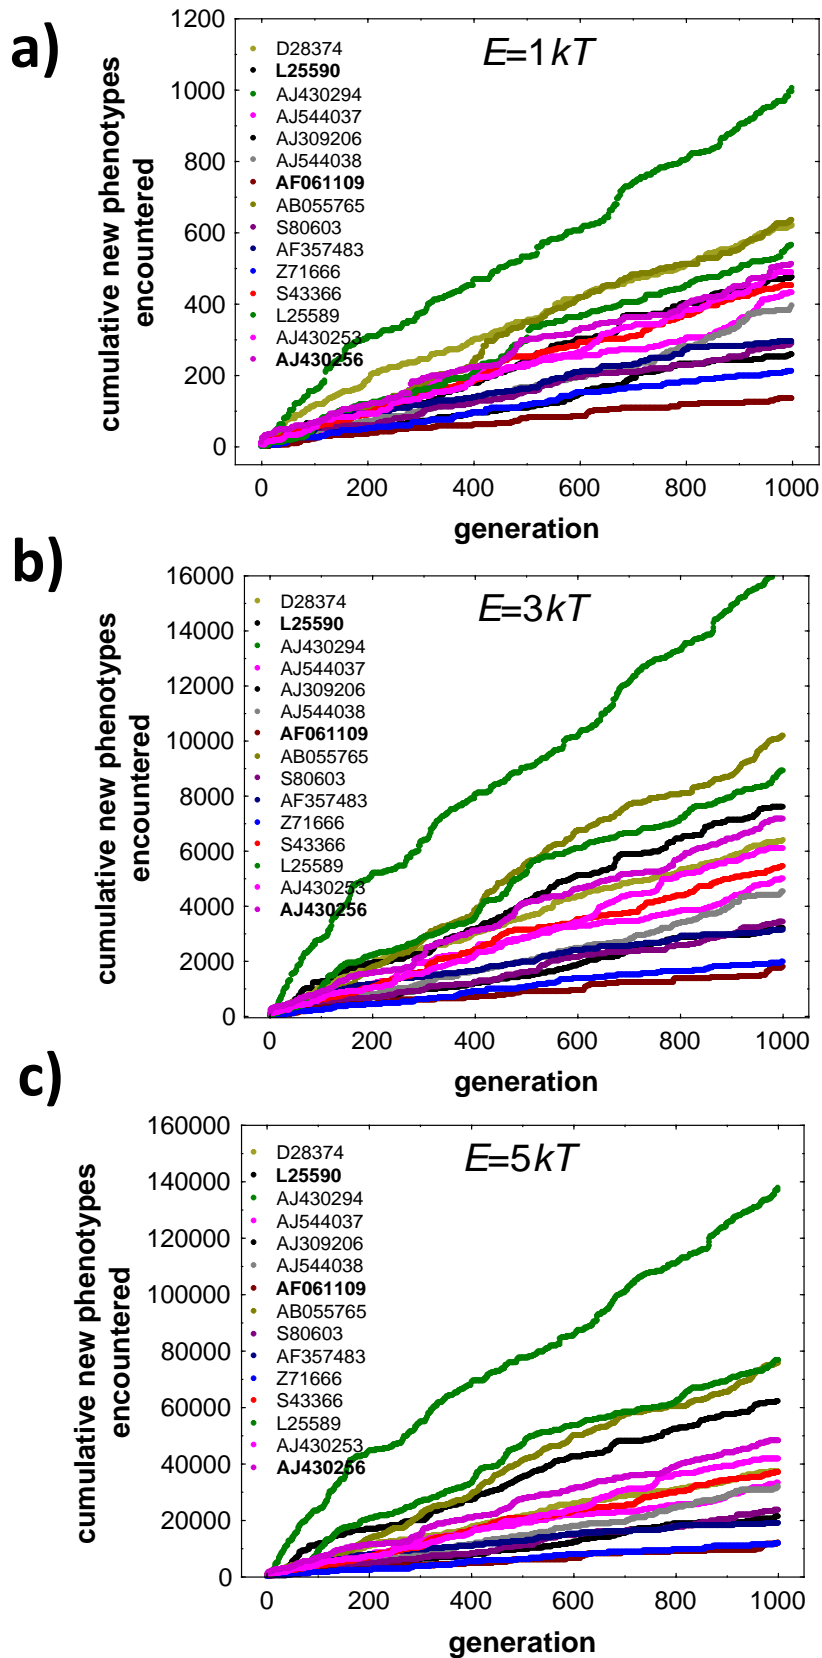 a)
E=1kT
cumulative new phenotypes
encountered
1200
1000
800
600
400
200
0
D28374
L25590
AJ430294
AJ544037
AJ309206
AJ544038
AF061109
AB055765
S80603
AF357483
Z71666
S43366
L25589
AJ430253
AJ430256
0 200 400 600 800 1000
generation
b)
E=3kT
cumulative new phenotypes
encountered
16000
14000
12000
10000
8000
6000
4000
2000
0
D28374
L25590
AJ430294
AJ544037
AJ309206
AJ544038
AF061109
AB055765
S80603
AF357483
Z71666
S43366
L25589
AJ430253
AJ430256
0 200 400 600 800 1000
generation
c)
E=5kT
cumulative new phenotypes
encountered
160000
140000
120000
100000
80000
60000
40000
20000
0
D28374
L25590
AJ430294
AJ544037
AJ309206
AJ544038
AF061109
AB055765
S80603
AF357483
Z71666
S43366
L25589
AJ430253
AJ430256
0 200 400 600 800 1000
generation